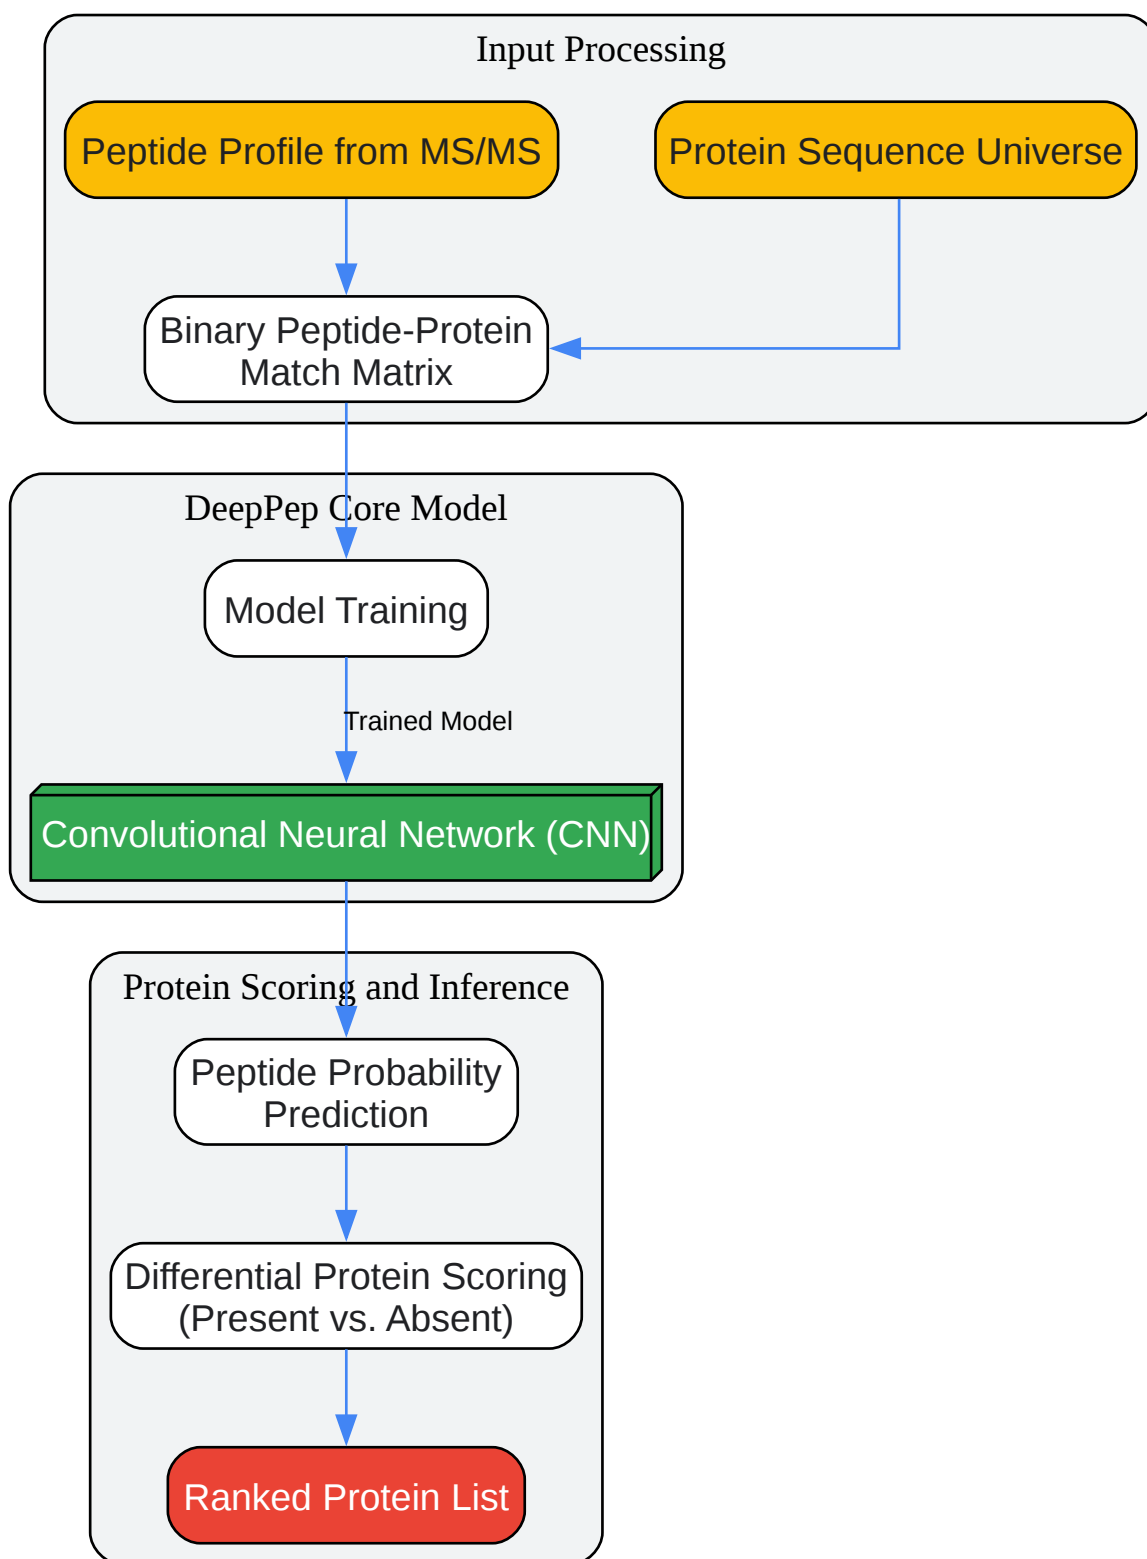 Input Processing
Peptide Profile from MS/MS
Protein Sequence Universe
Binary Peptide-Protein
Match Matrix
DeepPep Core Model
Model Training
Trained Model
Convolutional Neural Network (CNN)
Protein Scoring and Inference
Peptide Probability
Prediction
Differential Protein Scoring
(Present vs. Absent)
Ranked Protein List